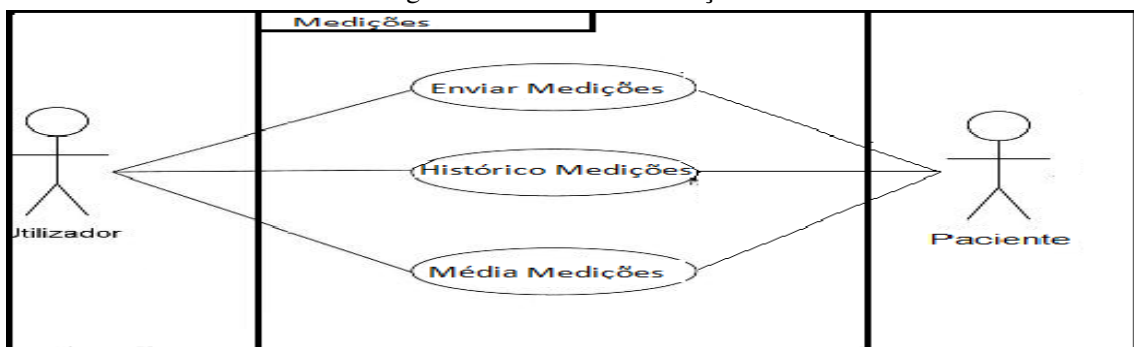 Medições
Enviar Medições
Histórico Medições
Utilizador
Paciente
Média Medições